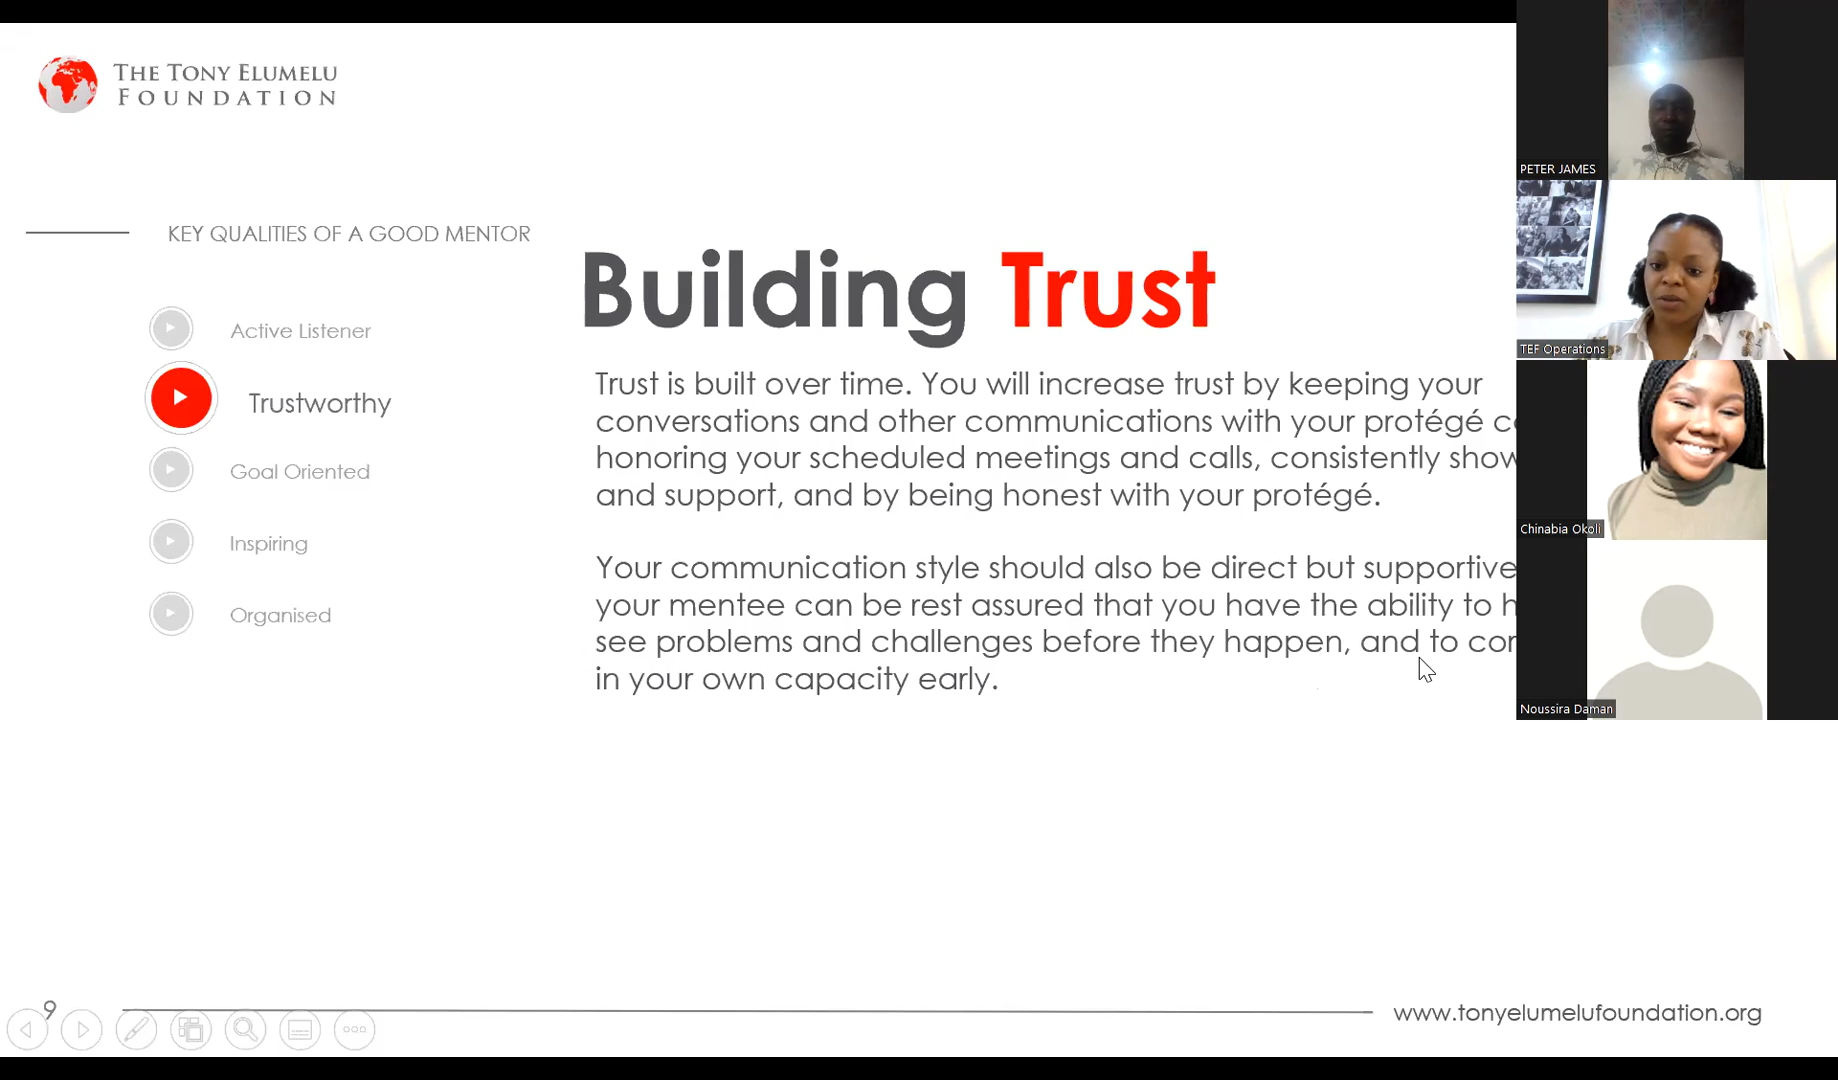 THE TONY ELUMELU
FOUNDATION
KEY QUALITIES OF A GOOD MENTOR
Active Listener
Trustworthy
Goal Oriented
Inspiring
Organised
Building Trust
Trust is built over time. You will increase trust by keeping your
conversations and other communications with your protégé
honoring your scheduled meetings and calls, consistently
and support, and by being honest with your protégé.
Your communication style should also be direct but supportive
your mentee can be rest assured that you have the ability to
see problems and challenges before they happen, and to
in your own capacity early.
PETER JAMES
TEF Operations
Chinabia Okoli
Noussira Daman
9
www.tonyelumelufoundation.org